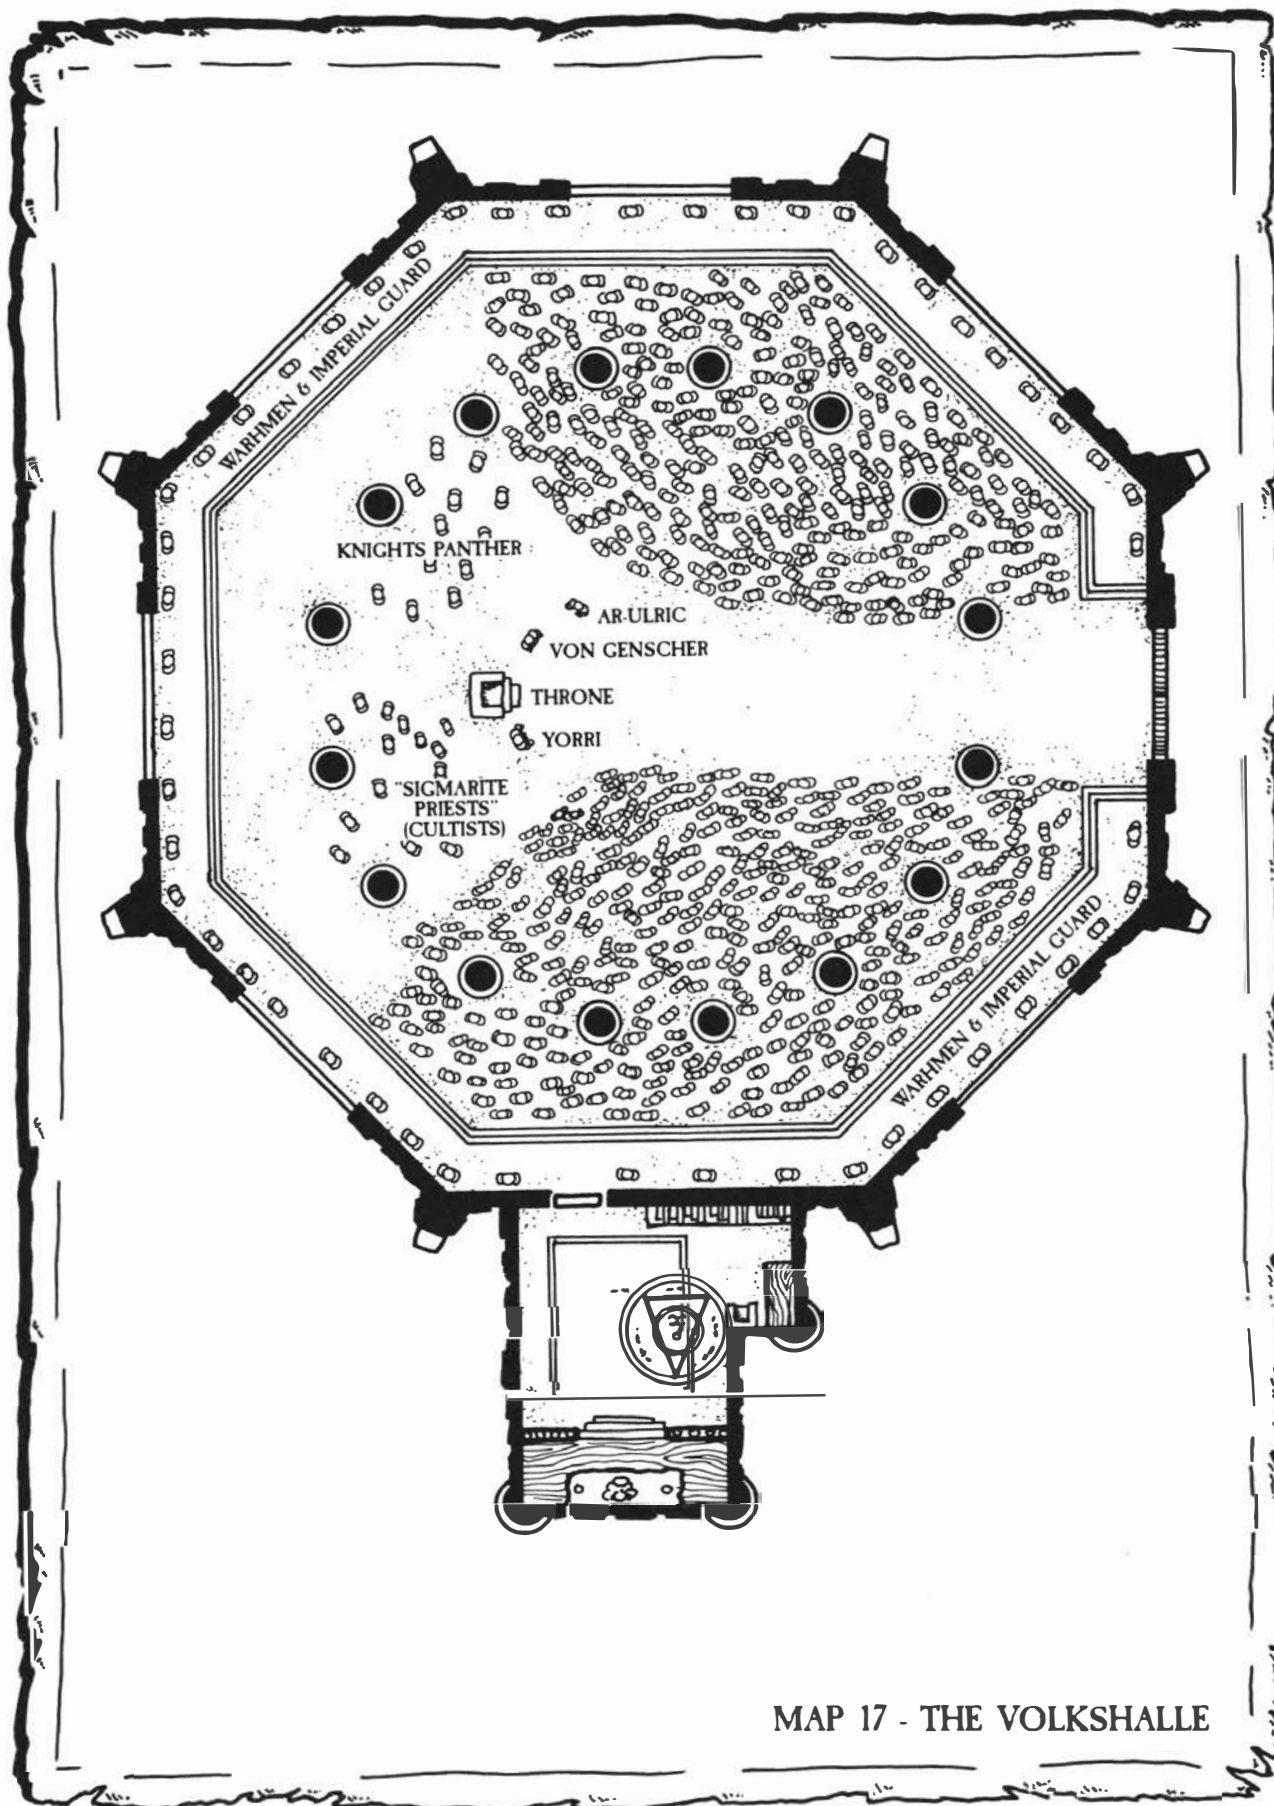 WARHMEN & IMPERIAL GUARD
KNIGHTS PANTHER
AR-ULRIC
VON GENSCHER
THRONE
YORRI
"SIGMARITE
PRIESTS"
(CULTISTS)
WARHMEN & IMPERIAL GUARD
MAP 17 - THE VOLKSHALLE